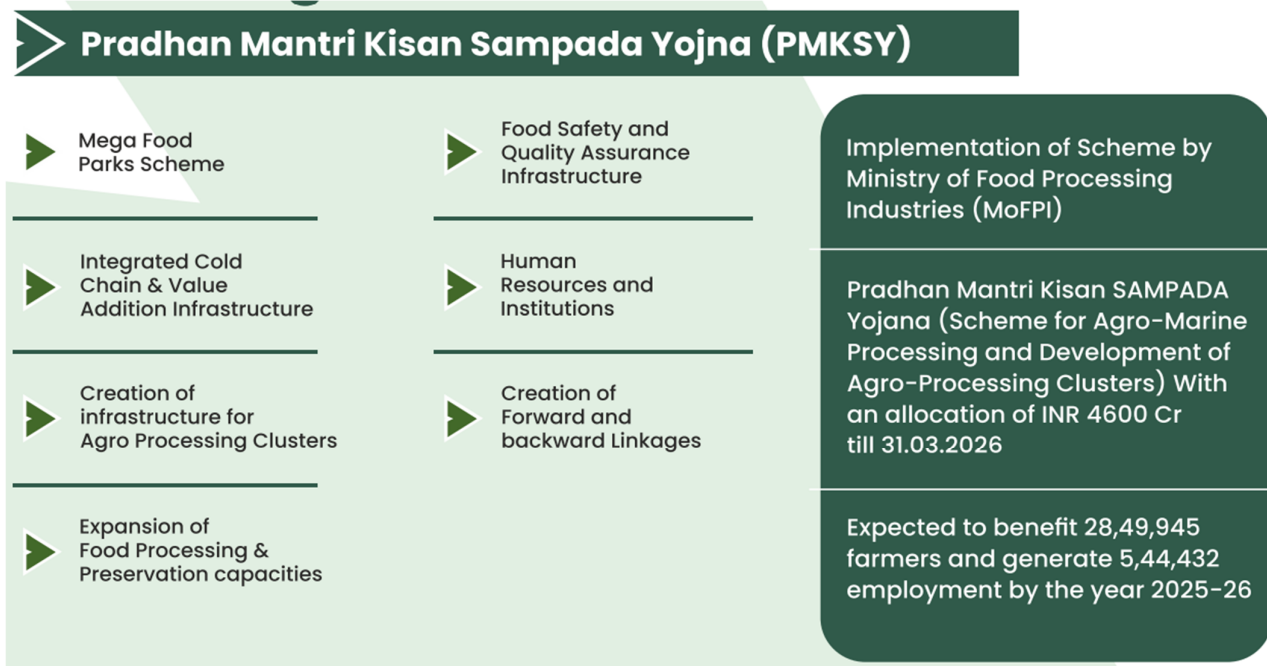 Pradhan Mantri Kisan Sampada Yojna (PMKSY)
Mega Food
Parks Scheme
Integrated Cold
Chain & Value
Addition Infrastructure
Creation of
infrastructure for
Agro Processing Clusters
Expansion of
Food Processing &
Preservation capacities
Food Safety and
Quality Assurance
Infrastructure
Human
Resources and
Institutions
Creation of
Forward and
backward Linkages
Implementation of Scheme by
Ministry of Food Processing
Industries (MoFPI)
Pradhan Mantri Kisan SAMPADA
Yojana (Scheme for Agro-Marine
Processing and Development of
Agro-Processing Clusters) With
an allocation of INR 4600 Cr
till 31.03.2026
Expected to benefit 28,49,945
farmers and generate 5,44,432
employment by the year 2025-26